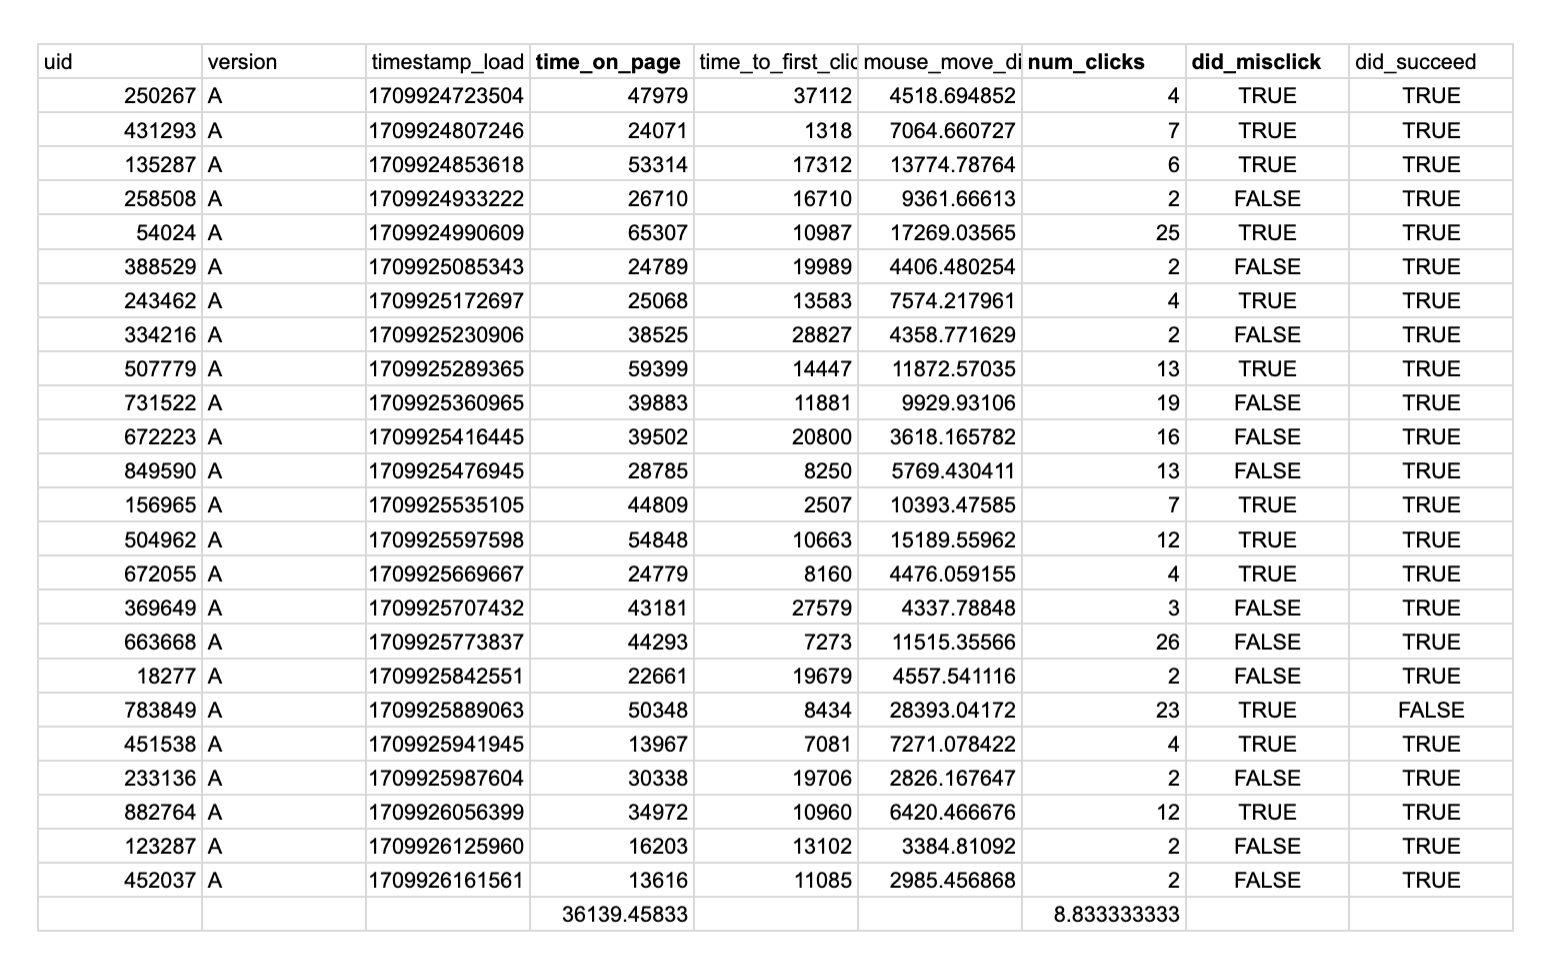 uid version timestamp_load time_on_page time_to_first_clic mouse_move_di num_clicks did_misclick did_succeed
250267 A 1709924723504 47979 37112 4518.694852 4 TRUE TRUE
431293 A 1709924807246 24071 1318 7064.660727 7 TRUE TRUE
135287 A 1709924853618 53314 17312 13774.78764 6 TRUE TRUE
258508 A 1709924933222 26710 16710 9361.66613 2 FALSE TRUE
54024 A 1709924990609 65307 10987 17269.03565 25 TRUE TRUE
388529 A 1709925085343 24789 19989 4406.480254 2 FALSE TRUE
243462 A 1709925172697 25068 13583 7574.217961 4 TRUE TRUE
334216 A 1709925230906 38525 28827 4358.771629 2 FALSE TRUE
507779 A 1709925289365 59399 14447 11872.57035 13 TRUE TRUE
731522 A 1709925360965 39883 11881 9929.93106 19 FALSE TRUE
672223 A 1709925416445 39502 20800 3618.165782 16 FALSE TRUE
849590 A 1709925476945 28785 8250 5769.430411 13 FALSE TRUE
156965 A 1709925535105 44809 2507 10393.47585 7 TRUE TRUE
504962 A 1709925597598 54848 10663 15189.55962 12 TRUE TRUE
672055 A 1709925669667 24779 8160 4476.059155 4 TRUE TRUE
369649 A 1709925707432 43181 27579 4337.78848 3 FALSE TRUE
663668 A 1709925773837 44293 7273 11515.35566 26 FALSE TRUE
18277 A 1709925842551 22661 19679 4557.541116 2 FALSE TRUE
783849 A 1709925889063 50348 8434 28393.04172 23 TRUE FALSE
451538 A 1709925941945 13967 7081 7271.078422 4 TRUE TRUE
233136 A 1709925987604 30338 19706 2826.167647 2 FALSE TRUE
882764 A 1709926056399 34972 10960 6420.466676 12 TRUE TRUE
123287 A 1709926125960 16203 13102 3384.81092 2 FALSE TRUE
452037 A 1709926161561 13616 11085 2985.456868 2 FALSE TRUE
36139.45833 8.833333333